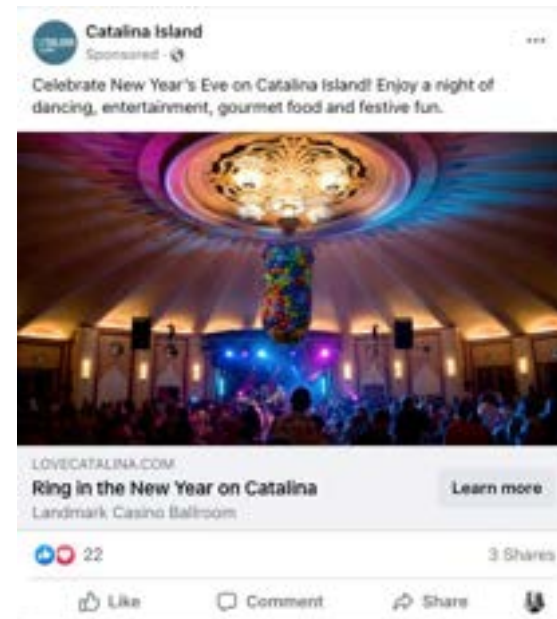 Catalina Island
Sponsored ·
Celebrate New Year's Eve on Catalina Island! Enjoy a night of
dancing, entertainment, gourmet food and festive fun.
LOVECATALINA.COM
Ring in the New Year on Catalina
Learn more
Landmark Casino Ballroom
22
3 Shares
Like
Comment
Share